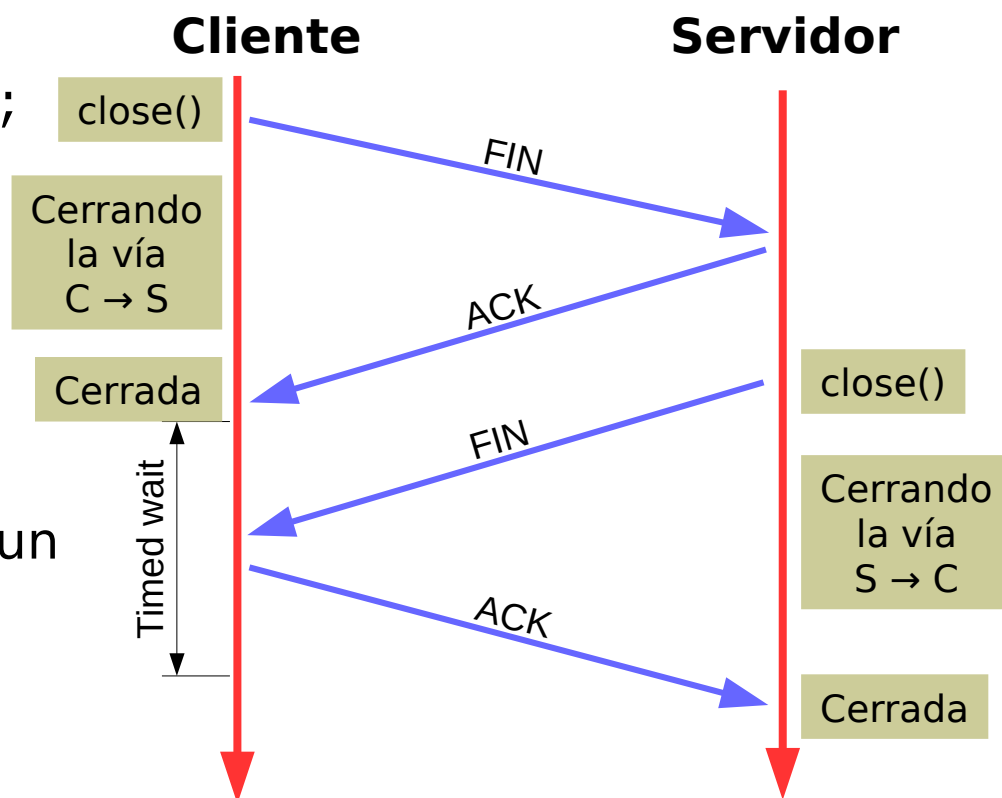 Cliente
Servidor
;
close()
FIN
Cerrando
la vía
C → S
ACK
Cerrada
close()
FIN
Timed wait
un
Cerrando
la vía
S → C
ACK
Cerrada